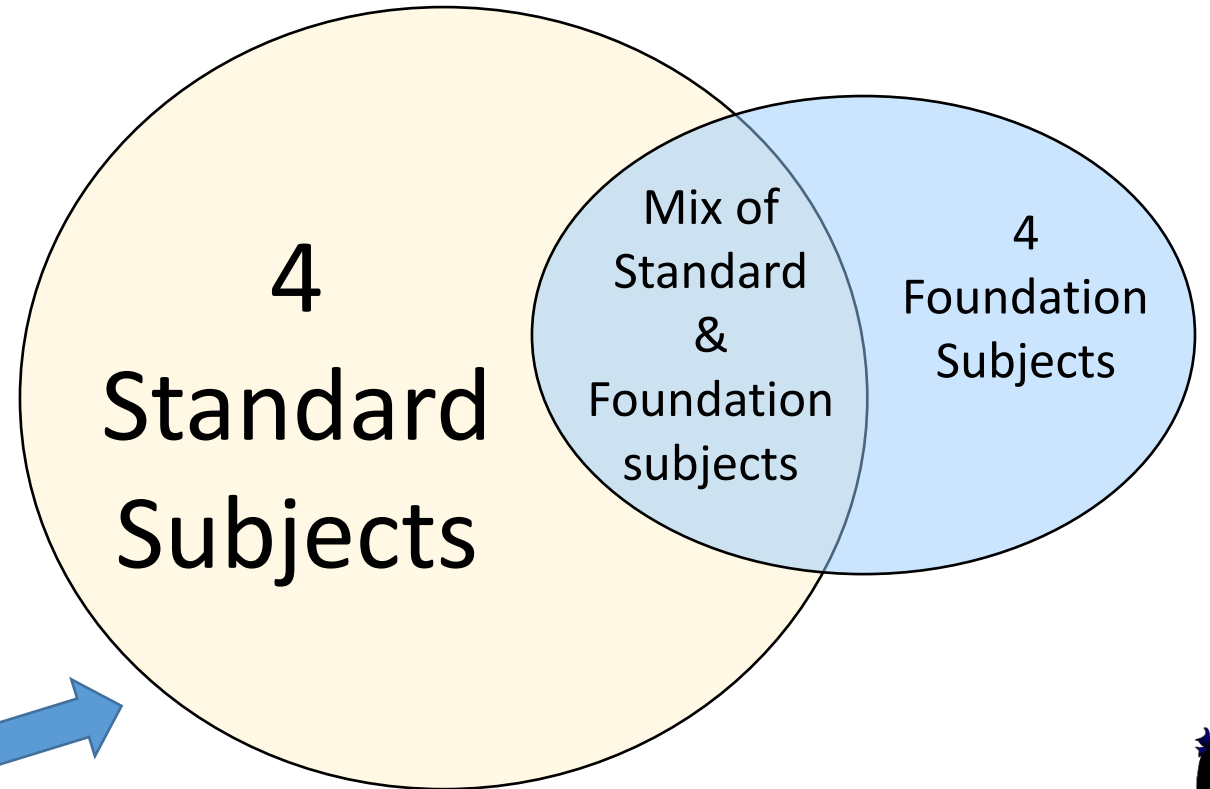 4
Standard
Subjects
Mix of
Standard
&
Foundation
subjects
4
Foundation
Subjects